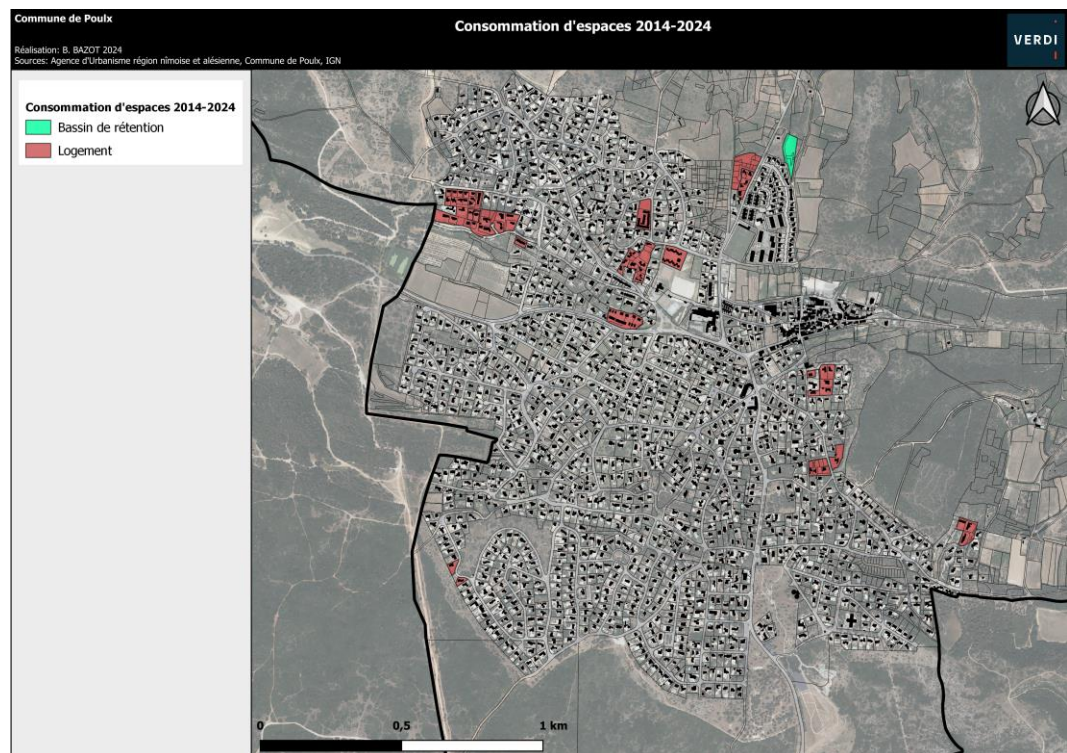 Commune de Poulx
Consommation d'espaces 2014-2024
Réalisation: B. BAZOT 2024
Sources: Agence d'Urbanisme région nîmoise et alésienne, Commune de Poulx, IGN
VERDI
Consommation d'espaces 2014-2024
Bassin de rétention
Logement
0
0,5
1 km